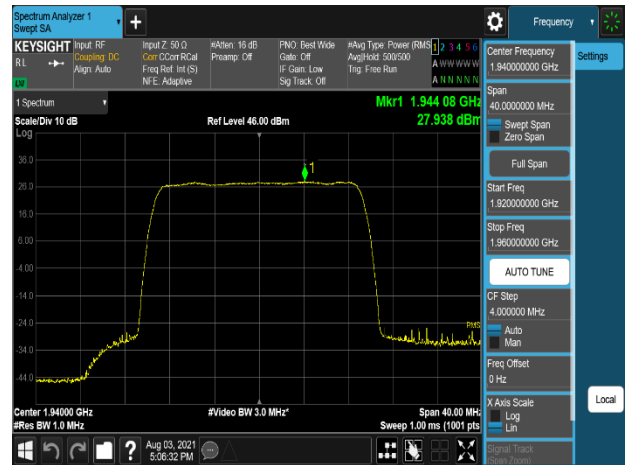 Spectrum Analyzer 1
Swept SA
Frequency
KEYSIGHT
RL
LW
Input: RF
Coupling: DC
Align: Auto
Input Z: 50 Ω
Corr CCorr RCal
Freq Ref: Int (S)
NFE: Adaptive
#Atten: 16 dB
Preamp: Off
PNO: Best Wide
Gate: Off
IF Gain: Low
Sig Track: Off
#Avg Type: Power (RMS
Avg|Hold: 500/500
Trig: Free Run
1 2 3 4 5 6
A W W W W W
A N N N N N
1 Spectrum
Scale/Div 10 dB
Log
Ref Level 46.00 dBm
Mkr1 1.944 08 GHz
27.938 dBm
1
36.0
26.0
16.0
6.00
-4.00
-14.0
-24.0
-34.0
-44.0
RMS
Center 1.94000 GHz
#Res BW 1.0 MHz
#Video BW 3.0 MHz*
Span 40.00 MHz
Sweep 1.00 ms (1001 pts
?
Aug 03, 2021
5:06:32 PM
Center Frequency
1.940000000 GHz
Span
40.0000000 MHz
Swept Span
Zero Span
Full Span
Start Freq
1.920000000 GHz
Stop Freq
1.960000000 GHz
AUTO TUNE
CF Step
4.000000 MHz
Auto
Man
Freq Offset
0 Hz
X Axis Scale
Log
Lin
Signal Track
(Span Zoom)
Settings
Local